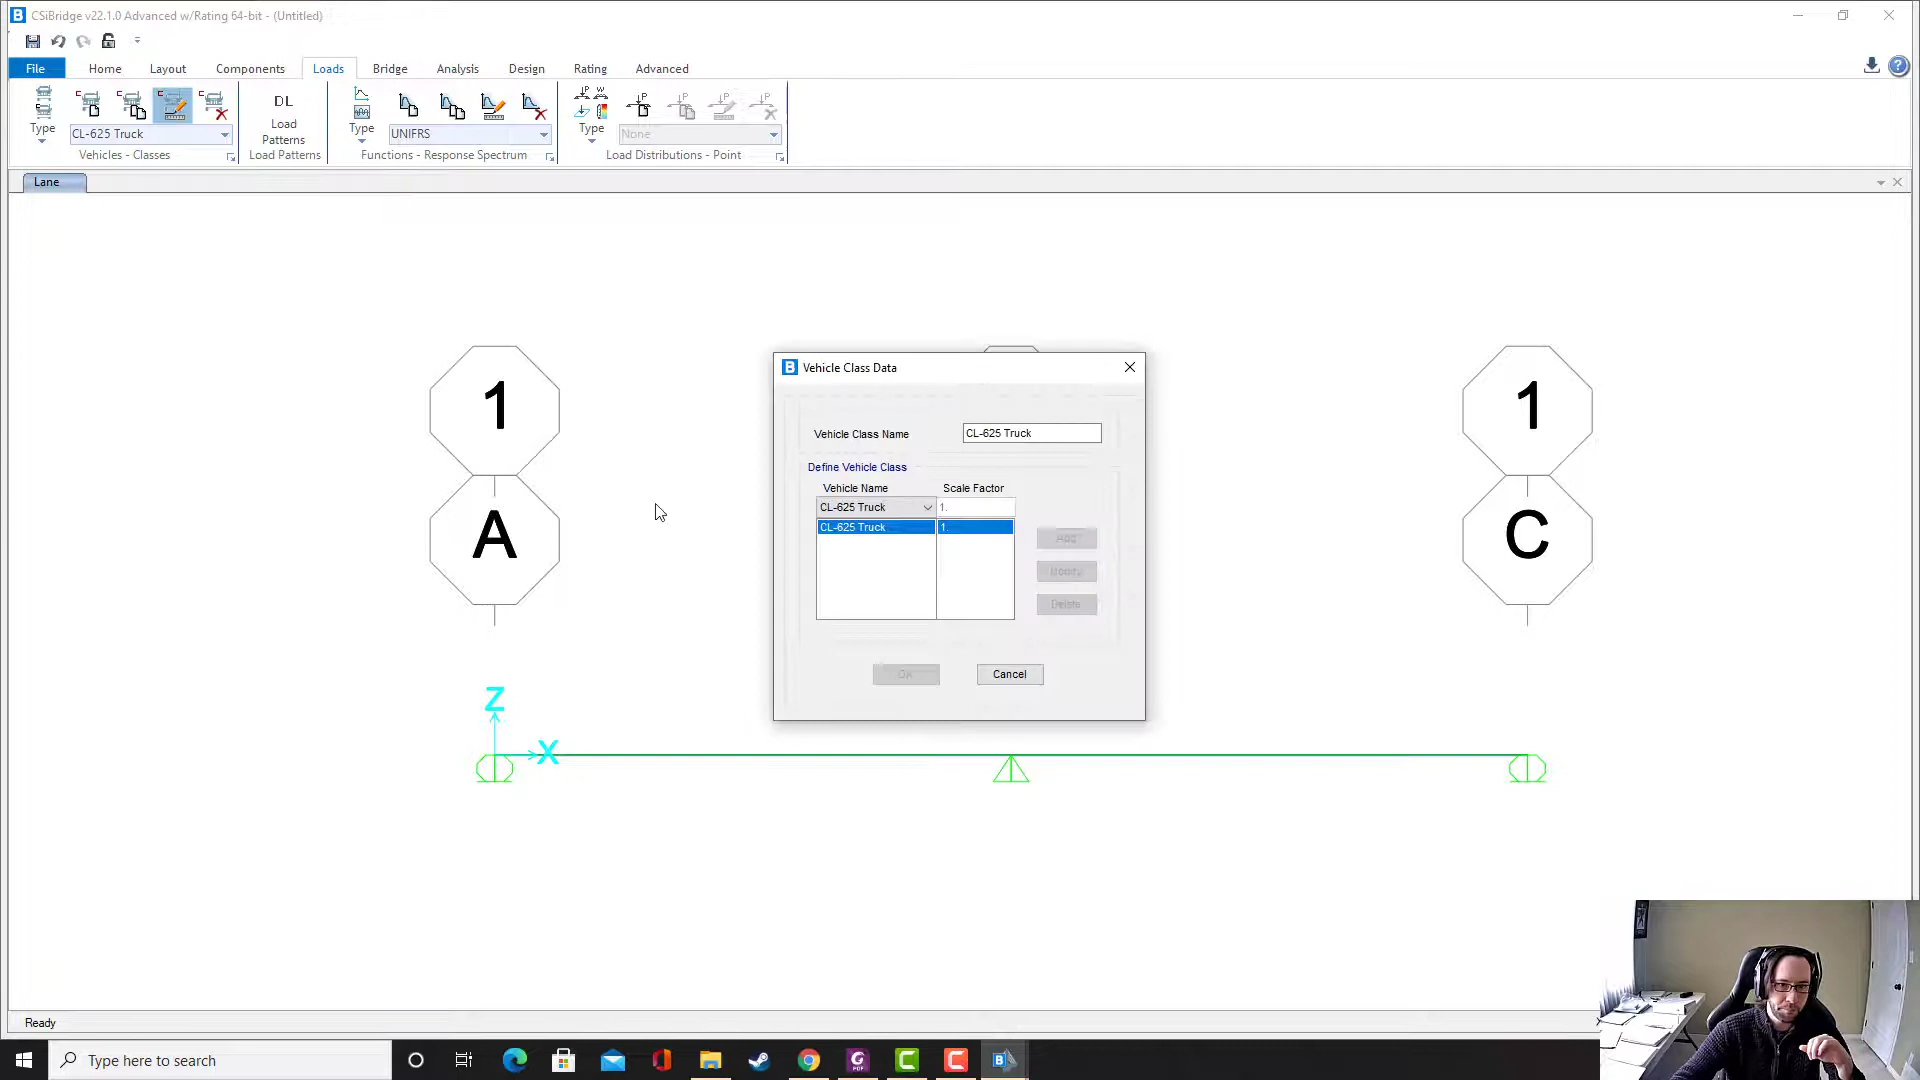 B CSiBridge v22.1.0 Advanced w/Rating 64-bit - (Untitled)
File Home Layout Components Loads Bridge Analysis Design Rating Advanced
Type
CL-625 Truck
Vehicles - Classes
DL
Load
Patterns
Load Patterns
Type
UNIFRS
Functions - Response Spectrum
P W
P
Type
None
Load Distributions - Point
Lane
1
A
1
C
B Vehicle Class Data
Vehicle Class Name CL-625 Truck
Define Vehicle Class
Vehicle Name Scale Factor
CL-625 Truck 1.
CL-625 Truck 1.
Add
Modify
Delete
OK Cancel
Z
X
Ready
Type here to search